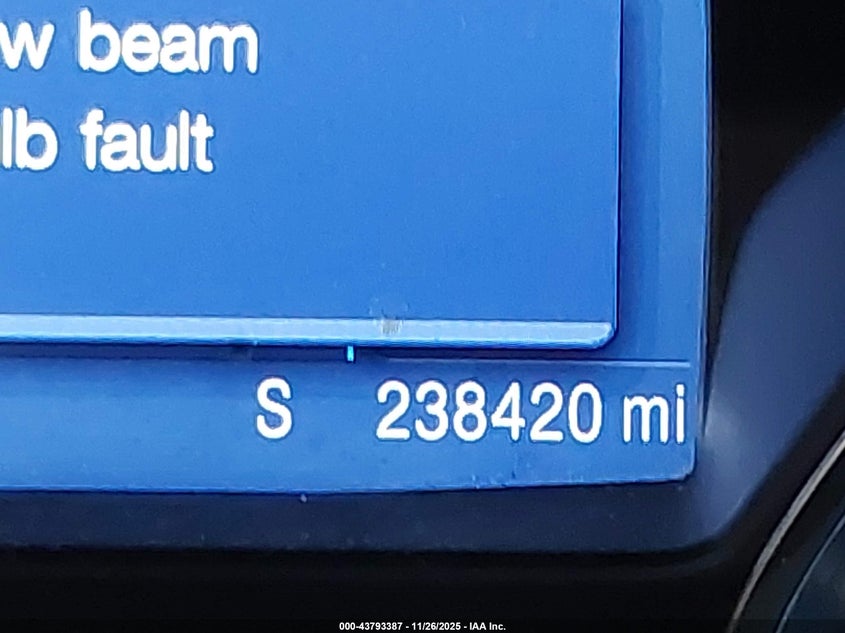 w beam
lb fault
S 238420 mi
000-43793387 - 11/26/2025 - IAA Inc.